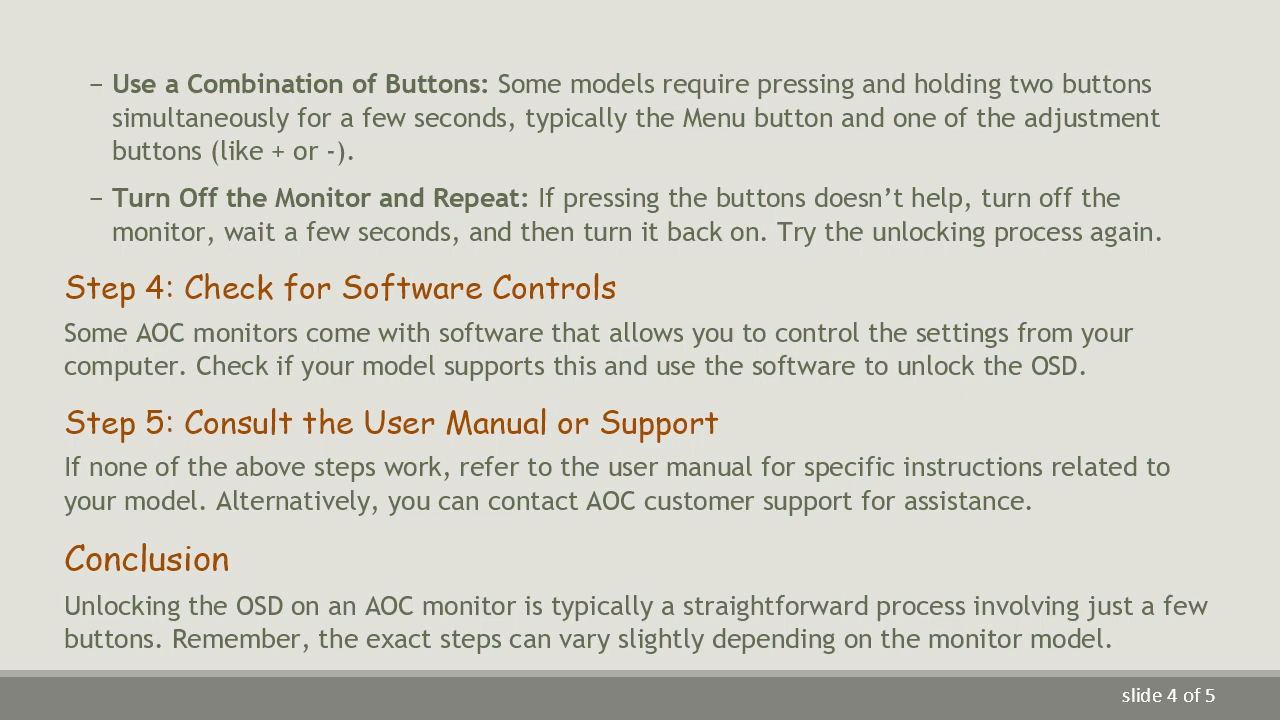 – Use a Combination of Buttons: Some models require pressing and holding two buttons
simultaneously for a few seconds, typically the Menu button and one of the adjustment
buttons (like + or -).
– Turn Off the Monitor and Repeat: If pressing the buttons doesn’t help, turn off the
monitor, wait a few seconds, and then turn it back on. Try the unlocking process again.
Step 4: Check for Software Controls
Some AOC monitors come with software that allows you to control the settings from your
computer. Check if your model supports this and use the software to unlock the OSD.
Step 5: Consult the User Manual or Support
If none of the above steps work, refer to the user manual for specific instructions related to
your model. Alternatively, you can contact AOC customer support for assistance.
Conclusion
Unlocking the OSD on an AOC monitor is typically a straightforward process involving just a few
buttons. Remember, the exact steps can vary slightly depending on the monitor model.
slide 4 of 5